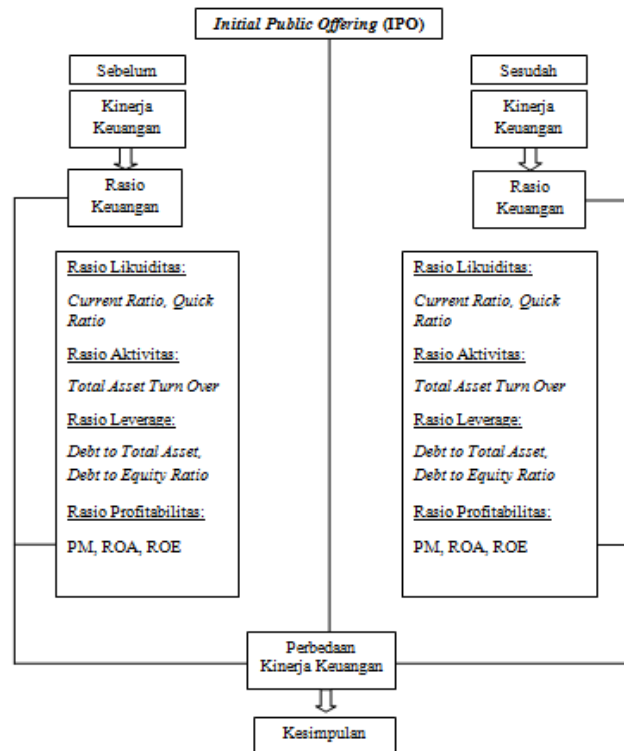 Initial Public Offering (IPO)
Sebelum
Kinerja
Keuangan
Rasio
Keuangan
Rasio Likuiditas:
Current Ratio, Quick
Ratio
Rasio Aktivitas:
Total Asset Turn Over
Rasio Leverage:
Debt to Total Asset,
Debt to Equity Ratio
Rasio Profitabilitas:
PM, ROA, ROE
Sesudah
Kinerja
Keuangan
Rasio
Keuangan
Rasio Likuiditas:
Current Ratio, Quick
Ratio
Rasio Aktivitas:
Total Asset Turn Over
Rasio Leverage:
Debt to Total Asset,
Debt to Equity Ratio
Rasio Profitabilitas:
PM, ROA, ROE
Perbedaan
Kinerja Keuangan
Kesimpulan